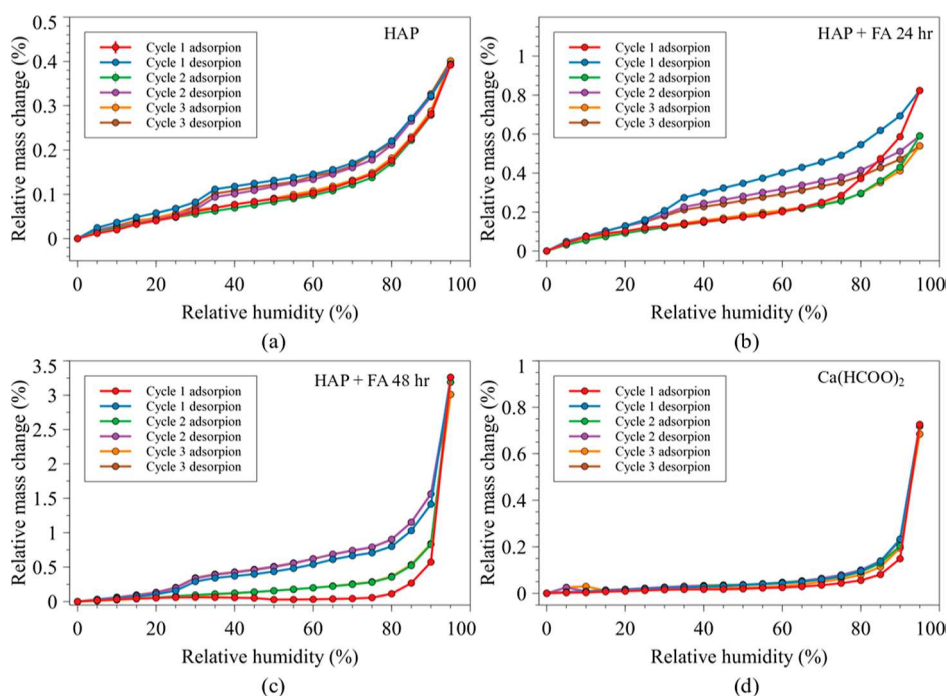 0.5
0.4
0.3
0.2
0.1
0
Relative mass change (%)
HAP
Cycle 1 adsorpion
Cycle 1 desorpion
Cycle 2 adsorpion
Cycle 2 desorpion
Cycle 3 adsorpion
Cycle 3 desorpion
0 20 40 60 80 100
Relative humidity (%)
(a)
1
0.8
0.6
0.4
0.2
0
Relative mass change (%)
HAP + FA 24 hr
Cycle 1 adsorpion
Cycle 1 desorpion
Cycle 2 adsorpion
Cycle 2 desorpion
Cycle 3 adsorpion
Cycle 3 desorpion
0 20 40 60 80 100
Relative humidity (%)
(b)
3.5
3
2.5
2
1.5
1
0.5
0
Relative mass change (%)
HAP + FA 48 hr
Cycle 1 adsorpion
Cycle 1 desorpion
Cycle 2 adsorpion
Cycle 2 desorpion
Cycle 3 adsorpion
Cycle 3 desorpion
0 20 40 60 80 100
Relative humidity (%)
(c)
1
0.8
0.6
0.4
0.2
0
Relative mass change (%)
Ca(HCOO)₂
Cycle 1 adsorpion
Cycle 1 desorpion
Cycle 2 adsorpion
Cycle 2 desorpion
Cycle 3 adsorpion
Cycle 3 desorpion
0 20 40 60 80 100
Relative humidity (%)
(d)